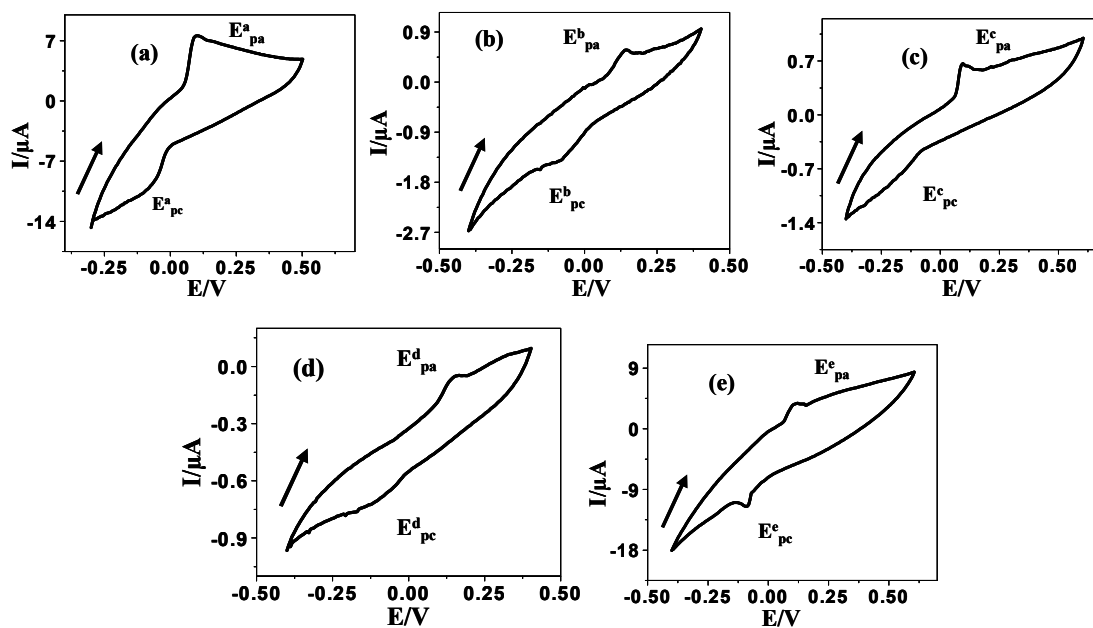 (a)
E^a_pa
E^a_pc
7
0
-7
-14
I/µA
-0.25 0.00 0.25 0.50
E/V
(b)
E^b_pa
E^b_pc
0.9
0.0
-0.9
-1.8
-2.7
I/µA
-0.50 -0.25 0.00 0.25 0.50
E/V
(c)
E^c_pa
E^c_pc
0.7
0.0
-0.7
-1.4
I/µA
-0.50 0.00 0.50
E/V
(d)
E^d_pa
E^d_pc
0.0
-0.3
-0.6
-0.9
I/µA
-0.50 -0.25 0.00 0.25 0.50
E/V
(e)
E^e_pa
E^e_pc
9
0
-9
-18
I/µA
-0.50 -0.25 0.00 0.25 0.50
E/V